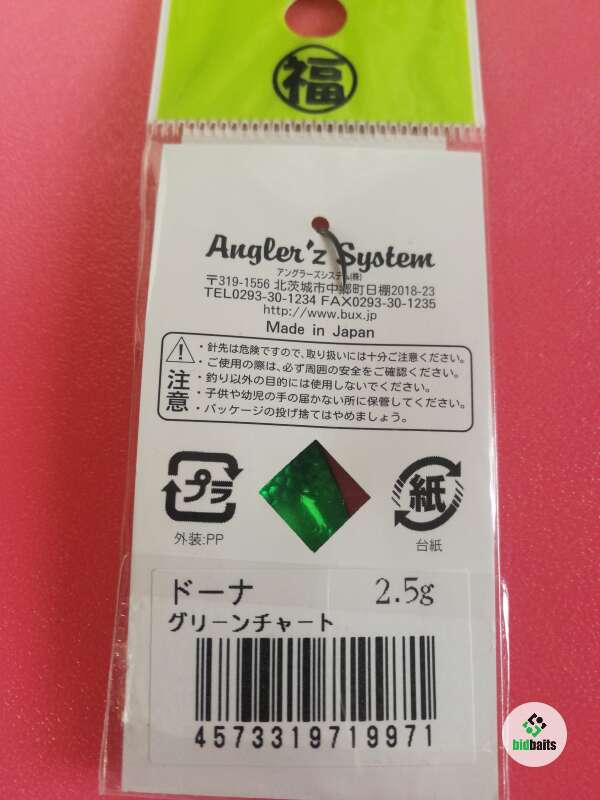 福
Angler'z System
アングラーズシステム(株)
〒319-1556 北茨城市中郷町日棚2018-23
TEL0293-30-1234 FAX0293-30-1235
http://www.bux.jp
Made in Japan
注意
・針先は危険ですので、取り扱いには十分ご注意ください。
・ご使用の際は、必ず周囲の安全をご確認ください。
・釣り以外の目的には使用しないでください。
・子供や幼児の手の届かない所に保管してください。
・パッケージの投げ捨てはやめましょう。
プラ
外装:PP
紙
台紙
ドーナ 2.5g
グリーンチャート
4573319719971
bidbaits